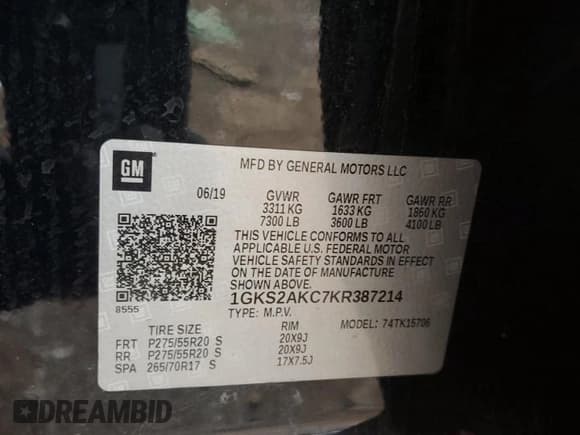 GM
MFD BY GENERAL MOTORS LLC
06/19 GVWR GAWR FRT GAWR RR
3311 KG 1633 KG 1860 KG
7300 LB 3600 LB 4100 LB
THIS VEHICLE CONFORMS TO ALL
APPLICABLE U.S. FEDERAL MOTOR
VEHICLE SAFETY STANDARDS IN EFFECT
ON THE DATE OF MANUFACTURE
SHOWN ABOVE.
8555
1GKS2AKC7KR387214
TYPE: M.P.V. MODEL: 74TK15706
TIRE SIZE RIM
FRT P275/55R20 S 20X9J
RR P275/55R20 S 20X9J
SPA 265/70R17 S 17X7.5J
DREAMBID